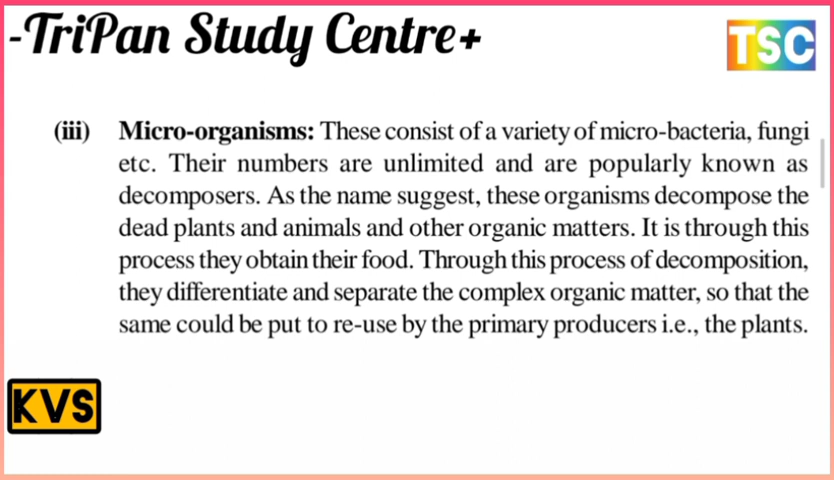 -TriPan Study Centre+
TSC
(iii) Micro-organisms: These consist of a variety of micro-bacteria, fungi
etc. Their numbers are unlimited and are popularly known as
decomposers. As the name suggest, these organisms decompose the
dead plants and animals and other organic matters. It is through this
process they obtain their food. Through this process of decomposition,
they differentiate and separate the complex organic matter, so that the
same could be put to re-use by the primary producers i.e., the plants.
KVS